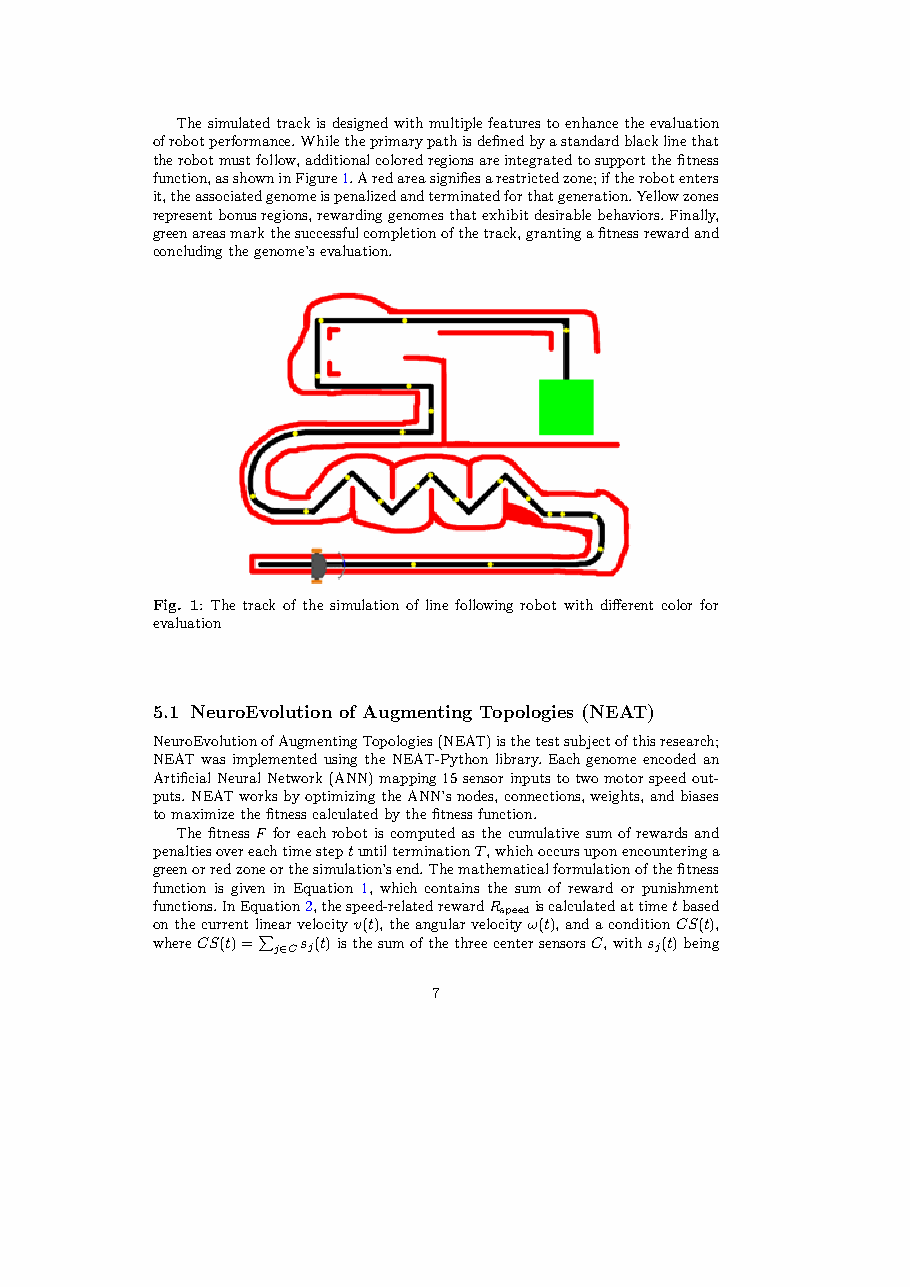 The simulated track is designed with multiple features to enhance the evaluation
of robot performance. While the primary path is defined by a standard black line that
the robot must follow, additional colored regions are integrated to support the fitness
function, as shown in Figure 1. A red area signifies a restricted zone; if the robot enters
it, the associated genome is penalized and terminated for that generation. Yellow zones
represent bonus regions, rewarding genomes that exhibit desirable behaviors. Finally,
green areas mark the successful completion of the track, granting a fitness reward and
concluding the genome's evaluation.
Fig. 1: The track of the simulation of line following robot with different color for
evaluation
5.1 NeuroEvolution of Augmenting Topologies (NEAT)
NeuroEvolution of Augmenting Topologies (NEAT) is the test subject of this research;
NEAT was implemented using the NEAT-Python library. Each genome encoded an
Artificial Neural Network (ANN) mapping 15 sensor inputs to two motor speed out-
puts. NEAT works by optimizing the ANN's nodes, connections, weights, and biases
to maximize the fitness calculated by the fitness function.
The fitness F for each robot is computed as the cumulative sum of rewards and
penalties over each time step t until termination T, which occurs upon encountering a
green or red zone or the simulation's end. The mathematical formulation of the fitness
function is given in Equation 1, which contains the sum of reward or punishment
functions. In Equation 2, the speed-related reward R_speed is calculated at time t based
on the current linear velocity v(t), the angular velocity ω(t), and a condition CS(t),
where CS(t) = ∑_{j∈C} s_j(t) is the sum of the three center sensors C, with s_j(t) being
7